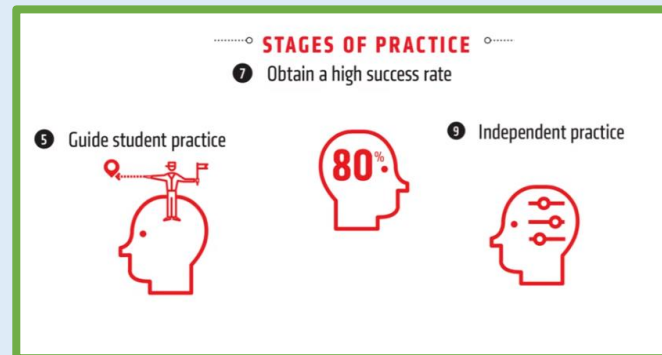 STAGES OF PRACTICE
7 Obtain a high success rate
5 Guide student practice
80%
9 Independent practice